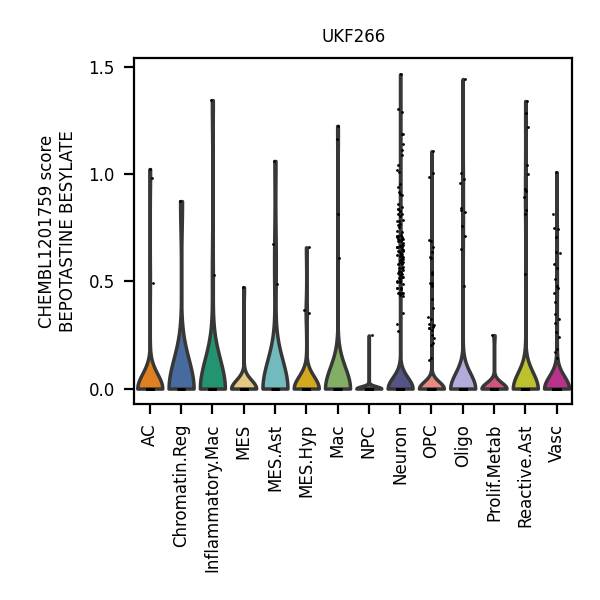 UKF266
CHEMBL1201759 score
BEPOTASTINE BESYLATE
1.5
1.0
0.5
0.0
AC
Chromatin.Reg
Inflammatory.Mac
MES
MES.Ast
MES.Hyp
Mac
NPC
Neuron
OPC
Oligo
Prolif.Metab
Reactive.Ast
Vasc